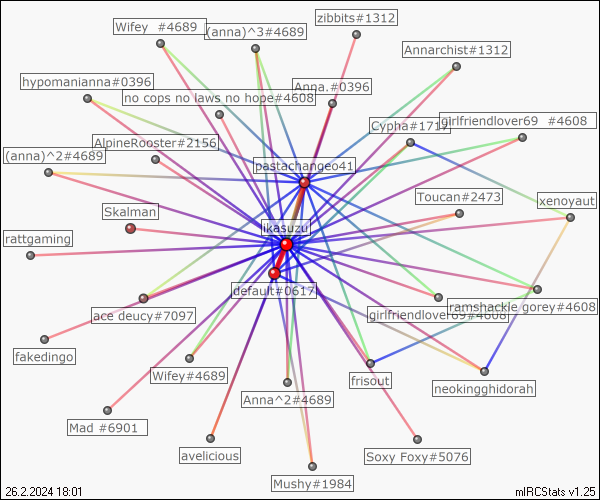 zibbits#1312
Wifey  #4689
(anna)^3#4689
Annarchist#1312
hypomanianna#0396
Anna.#0396
no cops no laws no hope#4608
Cypha#1717
girlfriendlover69  #4608
AlpineRooster#2156
(anna)^2#4689
pastachangeo41
Toucan#2473
xenoyaut
Skalman
ikasuzu
rattgaming
default#0617
ace deucy#7097
girlfriendlover69#4608
ramshackle gorey#4608
fakedingo
Wifey#4689
frisout
neokingghidorah
Anna^2#4689
Mad #6901
avelicious
Soxy Foxy#5076
Mushy#1984
26.2.2024 18:01
mIRCStats v1.25